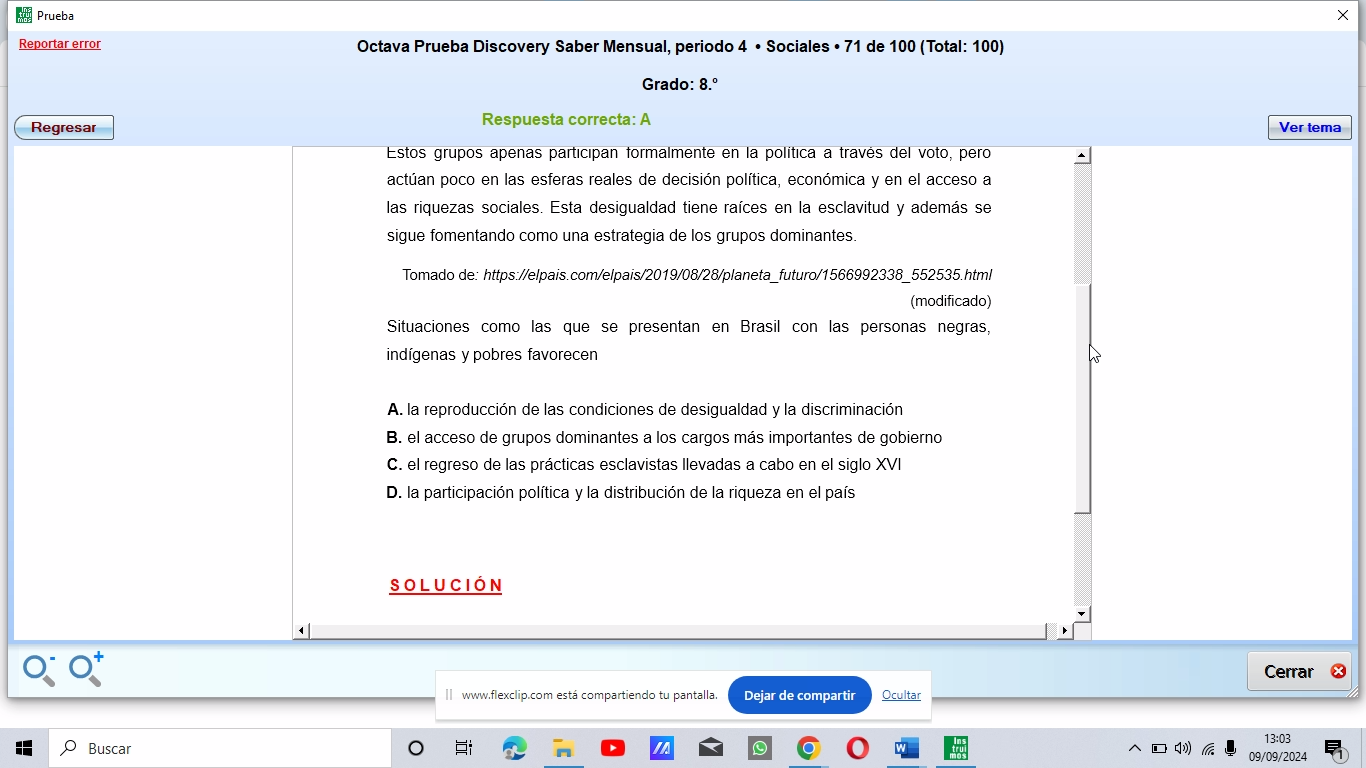 Prueba
Reportar error
Octava Prueba Discovery Saber Mensual, periodo 4 • Sociales • 71 de 100 (Total: 100)
Grado: 8.°
Respuesta correcta: A
Regresar
Ver tema
Estos grupos apenas participan formalmente en la política a través del voto, pero
actúan poco en las esferas reales de decisión política, económica y en el acceso a
las riquezas sociales. Esta desigualdad tiene raíces en la esclavitud y además se
sigue fomentando como una estrategia de los grupos dominantes.
Tomado de: https://elpais.com/elpais/2019/08/28/planeta_futuro/1566992338_552535.html
(modificado)
Situaciones como las que se presentan en Brasil con las personas negras,
indígenas y pobres favorecen
A. la reproducción de las condiciones de desigualdad y la discriminación
B. el acceso de grupos dominantes a los cargos más importantes de gobierno
C. el regreso de las prácticas esclavistas llevadas a cabo en el siglo XVI
D. la participación política y la distribución de la riqueza en el país
SOLUCIÓN
Cerrar
www.flexclip.com está compartiendo tu pantalla.
Dejar de compartir
Ocultar
Buscar
Ins
trui
mos
13:03
09/09/2024
1